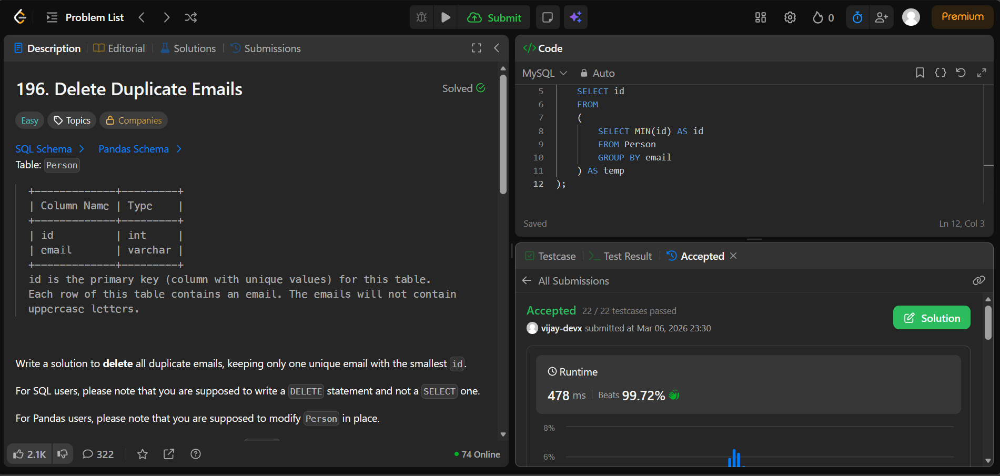 Problem List
Submit
0
Premium
Description
Editorial
Solutions
Submissions
196. Delete Duplicate Emails
Solved
Easy
Topics
Companies
SQL Schema
Pandas Schema
Table: Person
+-------------+---------+
| Column Name | Type    |
+-------------+---------+
| id          | int     |
| email       | varchar |
+-------------+---------+
id is the primary key (column with unique values) for this table.
Each row of this table contains an email. The emails will not contain
uppercase letters.
Write a solution to delete all duplicate emails, keeping only one unique email with the smallest id.
For SQL users, please note that you are supposed to write a DELETE statement and not a SELECT one.
For Pandas users, please note that you are supposed to modify Person in place.
2.1K
322
74 Online
</> Code
MySQL
Auto
5 SELECT id
6 FROM
7 (
8 SELECT MIN(id) AS id
9 FROM Person
10 GROUP BY email
11 ) AS temp
12 );
Saved
Ln 12, Col 3
Testcase
Test Result
Accepted
All Submissions
Accepted 22 / 22 testcases passed
vijay-devx submitted at Mar 06, 2026 23:30
Solution
Runtime
478 ms
Beats 99.72%
8%
6%